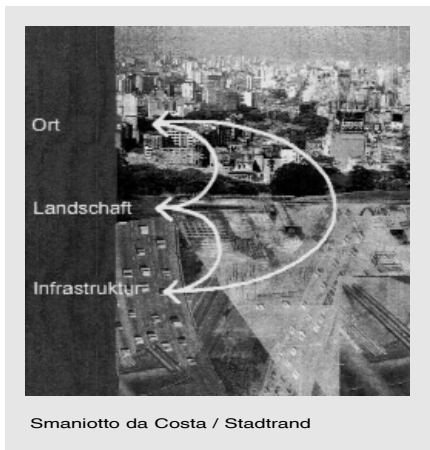 Ort
Landschaft
Infrastruktur
Smaniotto da Costa / Stadtrand